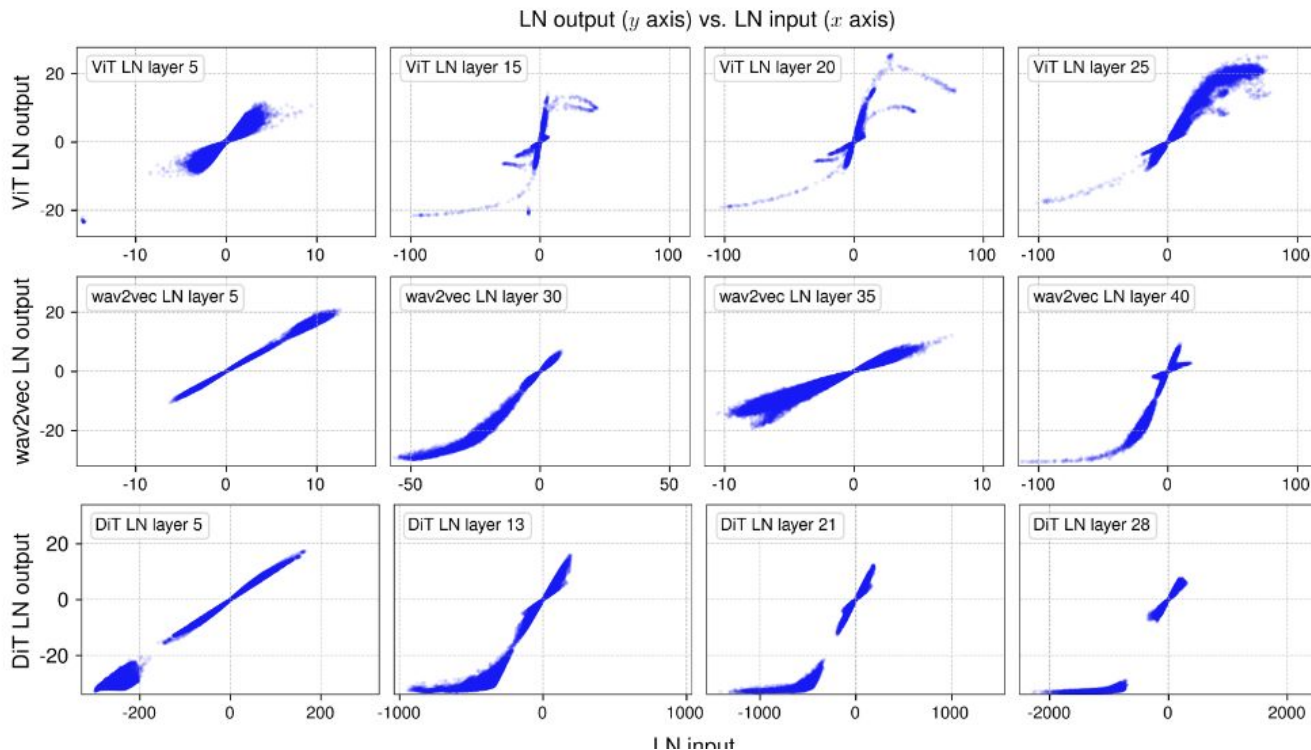 LN output (y axis) vs. LN input (x axis)
ViT LN output
20
0
-20
ViT LN layer 5
-10 0 10
ViT LN layer 15
-100 0 100
ViT LN layer 20
-100 0 100
ViT LN layer 25
-100 0 100
wav2vec LN output
20
0
-20
wav2vec LN layer 5
-10 0 10
wav2vec LN layer 30
-50 0 50
wav2vec LN layer 35
-10 0 10
wav2vec LN layer 40
-100 0 100
DiT LN output
20
0
-20
DiT LN layer 5
-200 0 200
DiT LN layer 13
-1000 0 1000
DiT LN layer 21
-1000 0 1000
DiT LN layer 28
-2000 0 2000
LN input